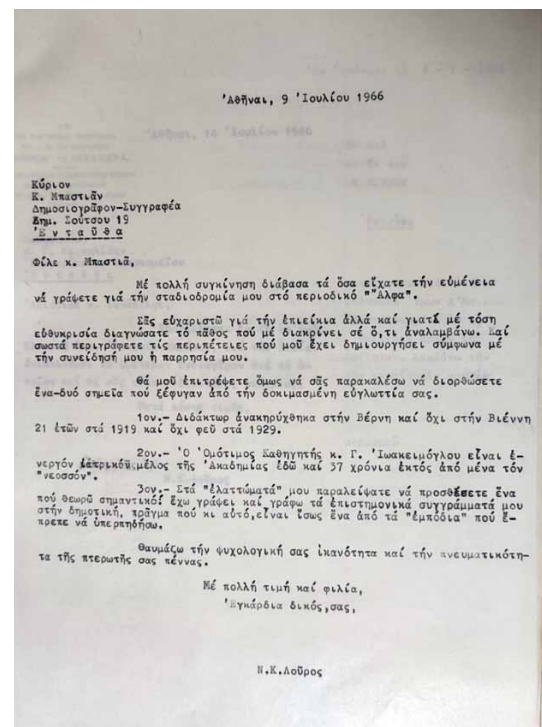 Ἀθῆναι, 9 Ἰουλίου 1966
Κύριον
Κ. Μπαστιᾶν
Δημοσιογράφον-Συγγραφέα
Δημ. Σούτσου 19
Ἐνταῦθα
Φίλε κ. Μπαστιᾶ,
Μέ πολλή συγκίνηση διάβασα τά ὅσα εἴχατε τήν εὐμένεια
νά γράψετε γιά τήν σταδιοδρομία μου στό περιοδικό "Ἄλφα".
Σᾶς εὐχαριστῶ γιά τήν ἐπιείκια ἀλλά καί γιατί μέ τόση
εὐθυκρισία διαγνώσατε τό πᾶθος πού μέ διακρίνει σέ ὅ,τι ἀναλαμβάνω. Καί
σωστά περιγράφετε τίς περιπέτειες πού μοῦ ἔχει δημιουργήσει σύμφωνα μέ
τήν συνείδησή μου ἡ παρρησία μου.
Θά μοῦ ἐπιτρέψετε ὅμως νά σᾶς παρακαλέσω νά διορθώσετε
ἕνα-δυό σημεῖα πού ξέφυγαν ἀπό τήν δοκιμασμένη εὐγλωττία σας.
1ον.- Διδάκτωρ ἀνακηρύχθηκα στήν Βέρνη καί ὄχι στήν Βιέννη
21 ἐτῶν στά 1919 καί ὄχι φεῦ στά 1929.
2ον.- Ὁ Ὁμότιμος Καθηγητής κ. Γ. Ἰωακειμόγλου εἶναι ἐ-
νεργόν ἰατρικόν μέλος τῆς Ἀκαδημίας ἐδῶ καί 37 χρόνια ἐκτός ἀπό μένα τόν
"νεοσσόν".
3ον.- Στά "ἐλαττώματά" μου παραλείψατε νά προσθέσετε ἕνα
πού θεωρῶ σημαντικό: ἔχω γράψει καί γράφω τά ἐπιστημονικά συγγράμματά μου
στήν δημοτική, πρᾶγμα πού κι αὐτό,εἶναι ἴσως ἕνα ἀπό τά "ἐμπόδια" πού ἔ-
πρεπε νά ὑπερπηδήσω.
Θαυμάζω τήν ψυχολογική σας ἱκανότητα καί τήν πνευματικότη-
τα τῆς πτερωτῆς σας πέννας.
Μέ πολλή τιμή καί φιλία,
Ἐγκάρδια δικός,σας,
Ν.Κ.Λοῦρος